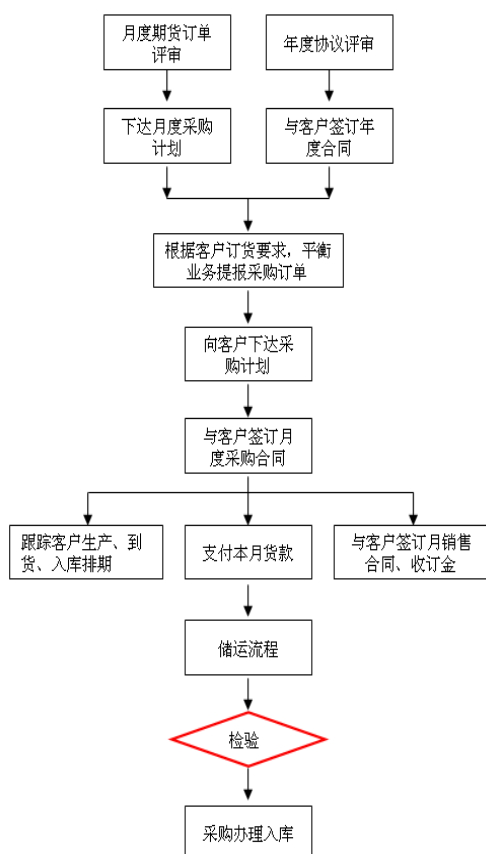 月度期货订单
评审
年度协议评审
下达月度采购
计划
与客户签订年
度合同
根据客户订货要求，平衡
业务提报采购订单
向客户下达采
购计划
与客户签订月
度采购合同
跟踪客户生产、到
货、入库排期
支付本月货款
与客户签订月销售
合同、收订金
储运流程
检验
采购办理入库